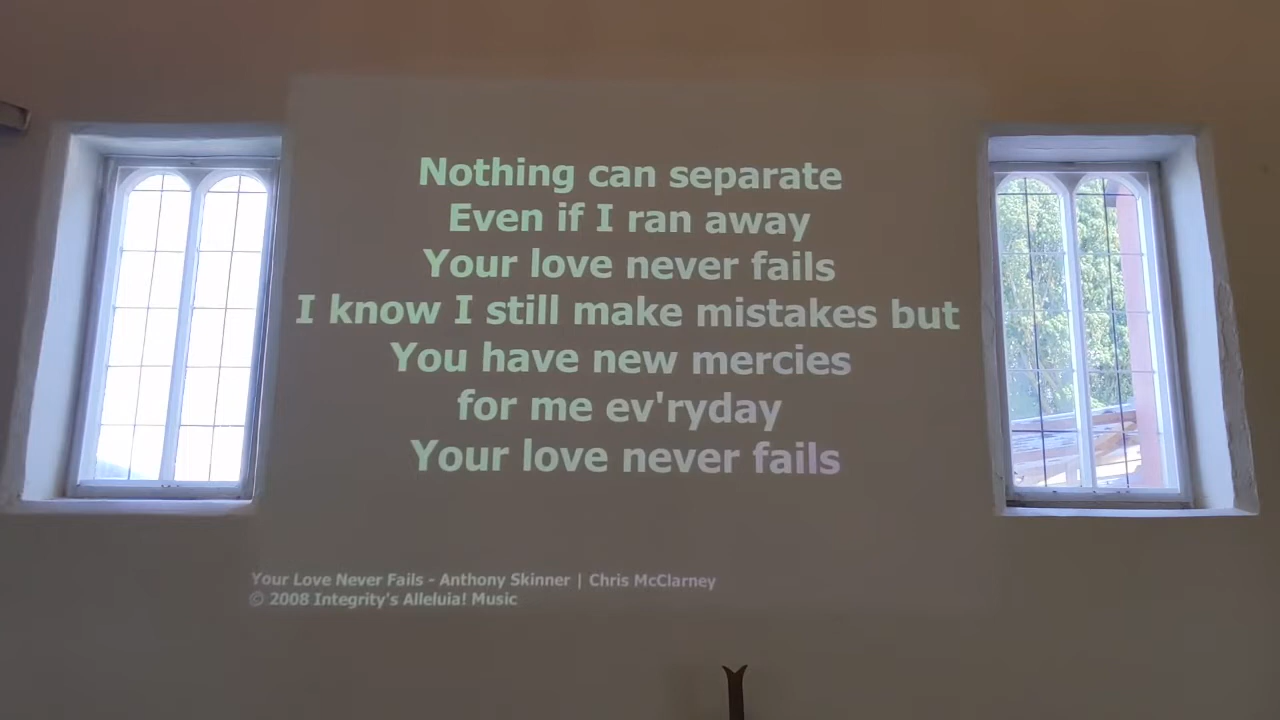 Nothing can separate
Even if I ran away
Your love never fails
I know I still make mistakes but
You have new mercies
for me ev'ryday
Your love never fails
Your Love Never Fails - Anthony Skinner | Chris McClarney
© 2008 Integrity's Alleluia! Music